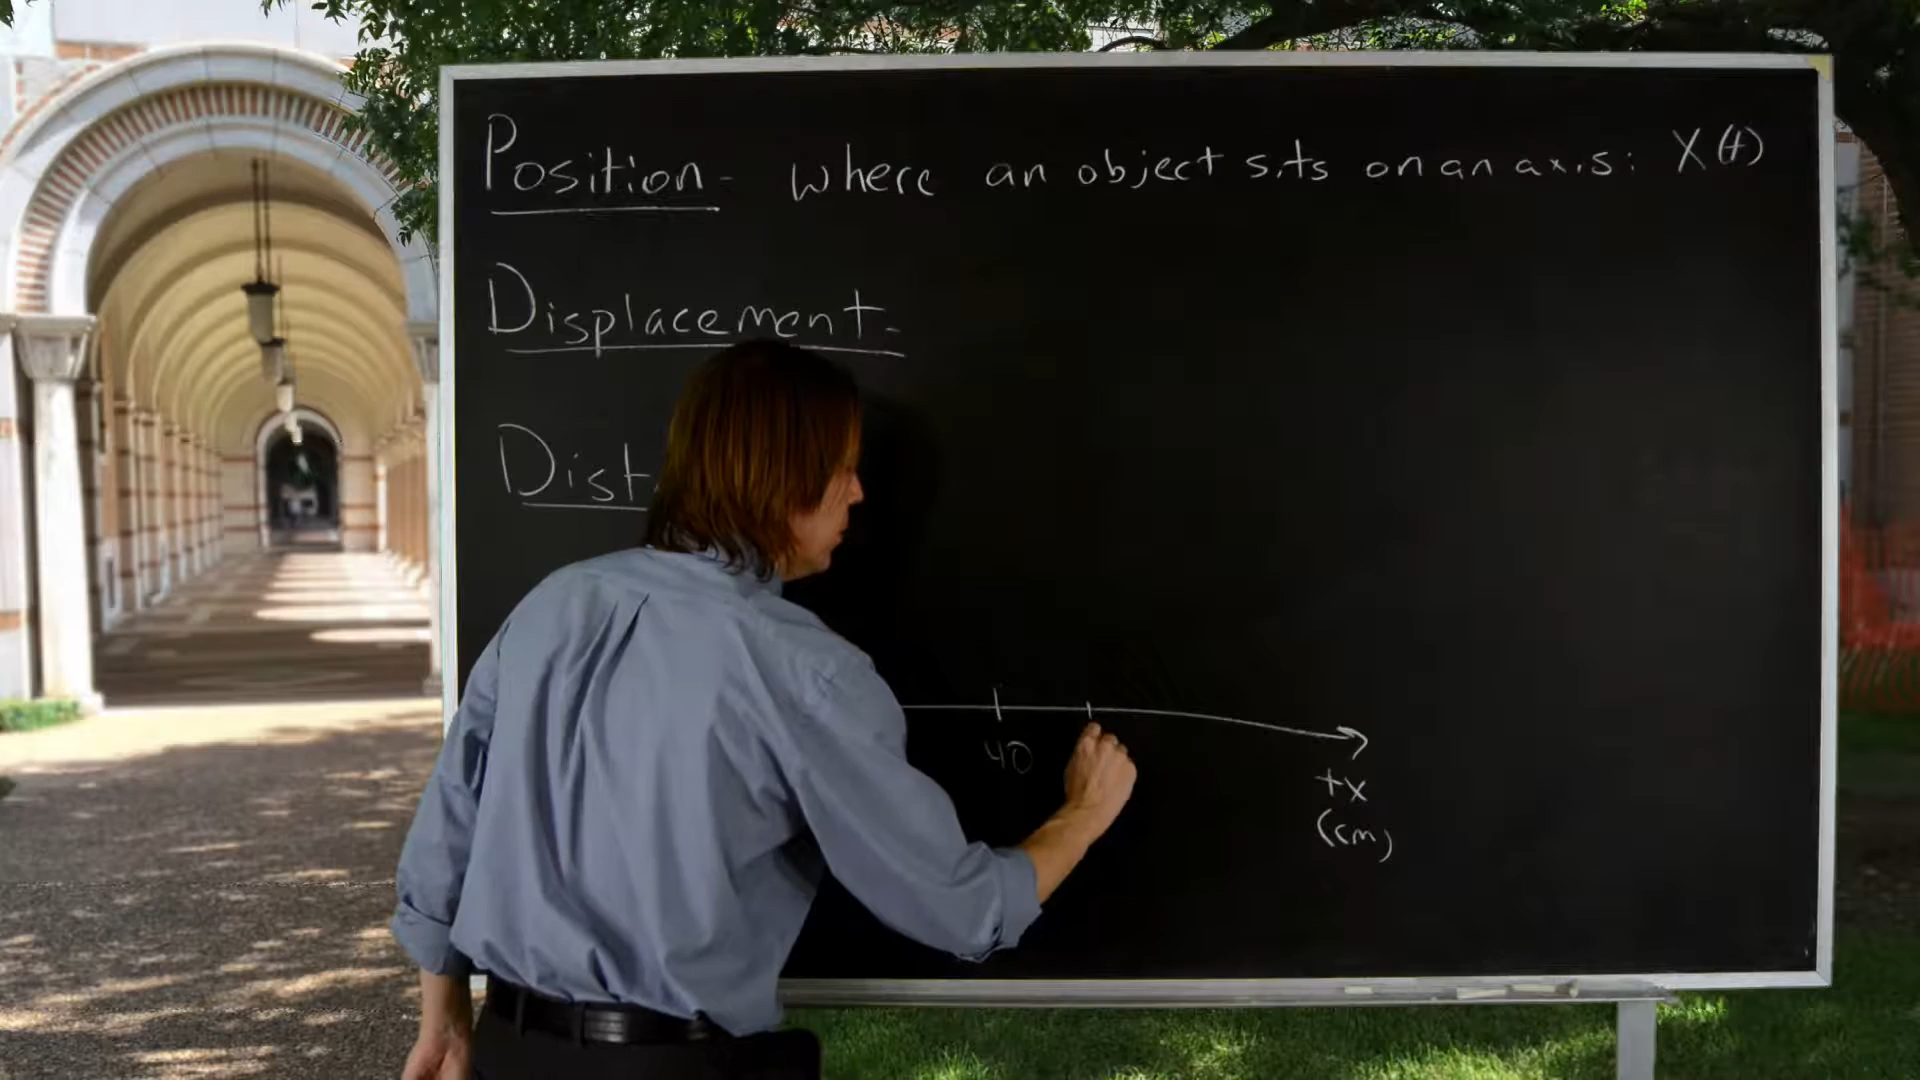 Position- where an object sits on an axis: X(t)
Displacement-
Dist
40
+x
(cm)